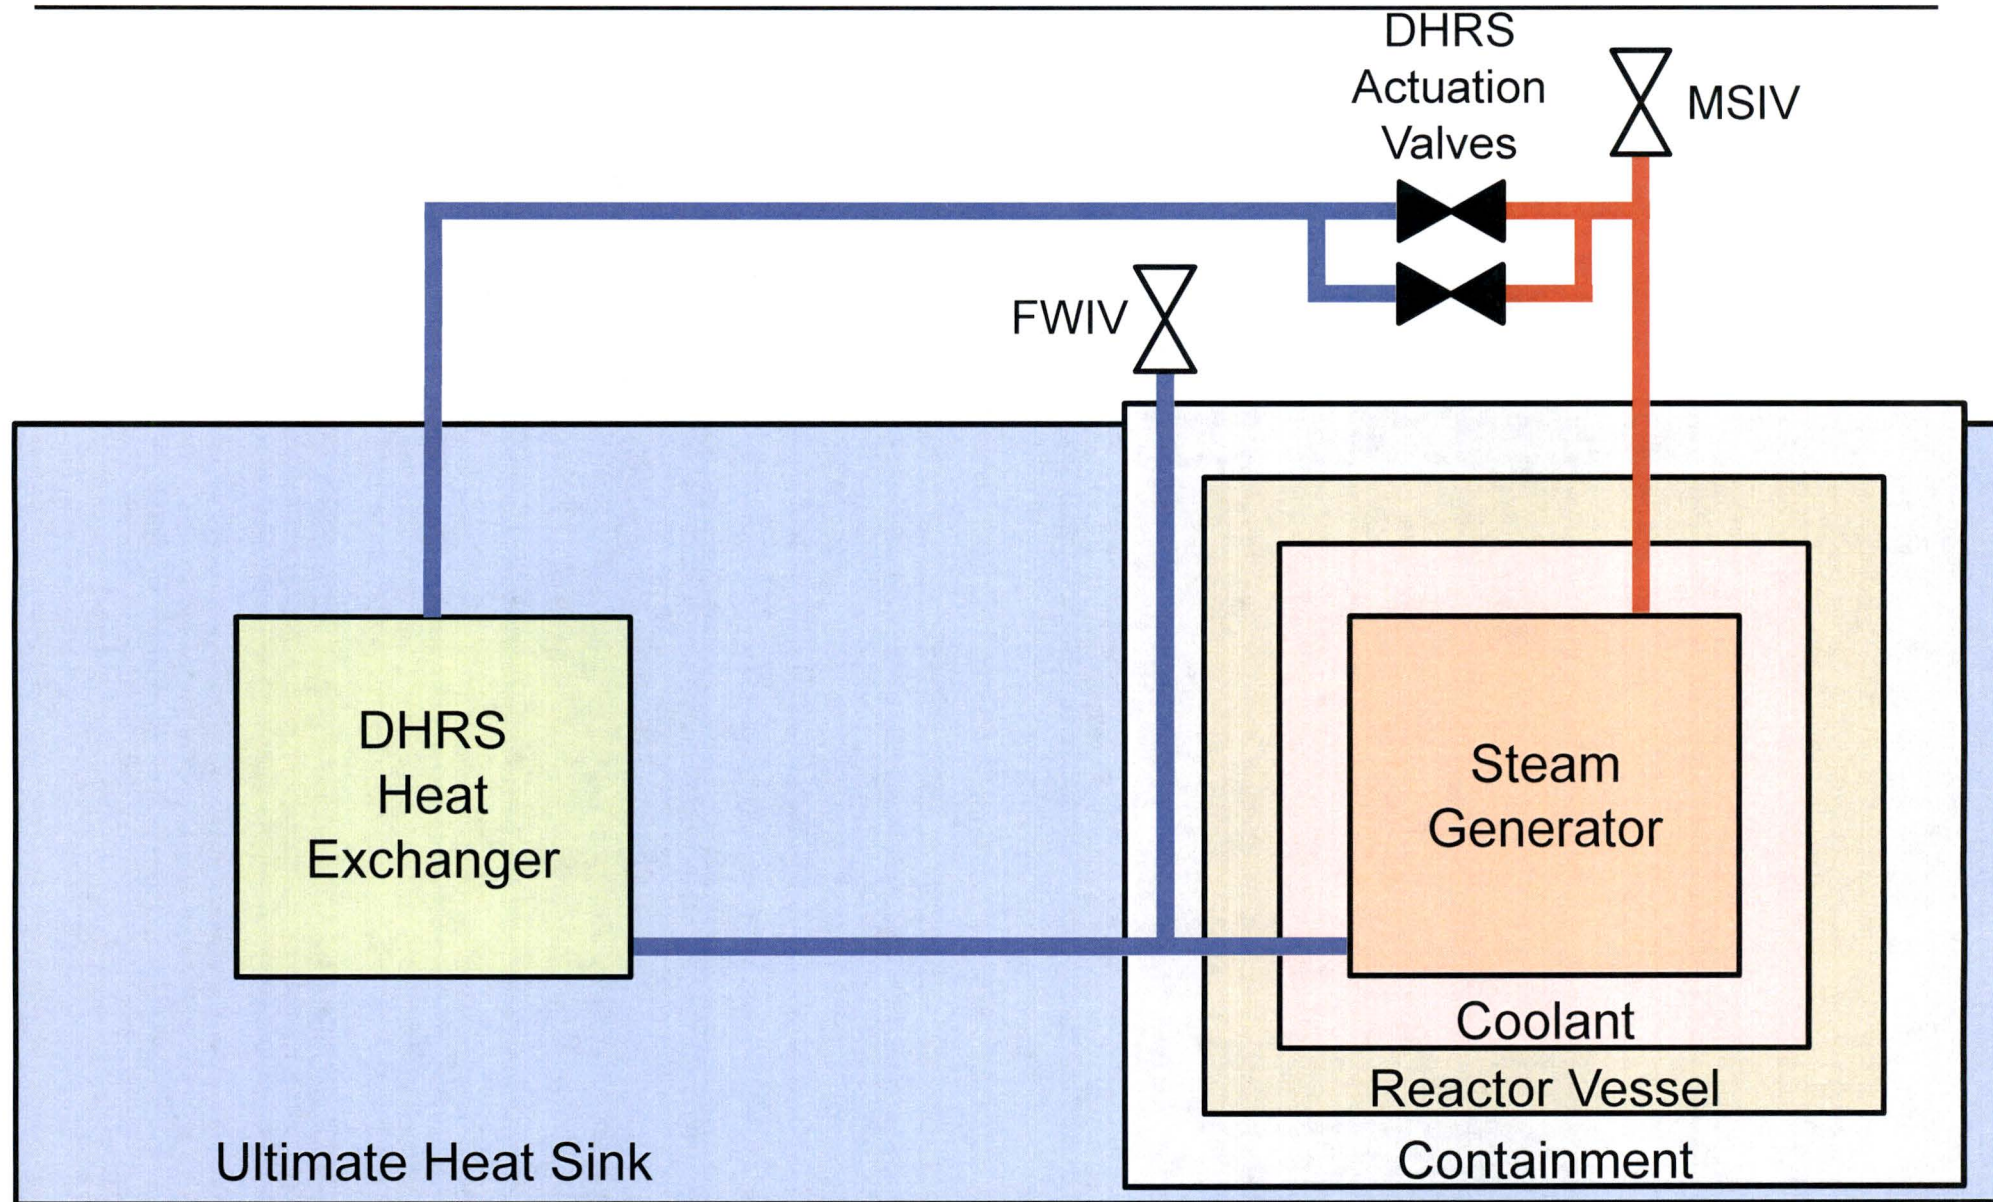 DHRS
Actuation
Valves
MSIV
FWIV
DHRS
Heat
Exchanger
Steam
Generator
Coolant
Reactor Vessel
Containment
Ultimate Heat Sink